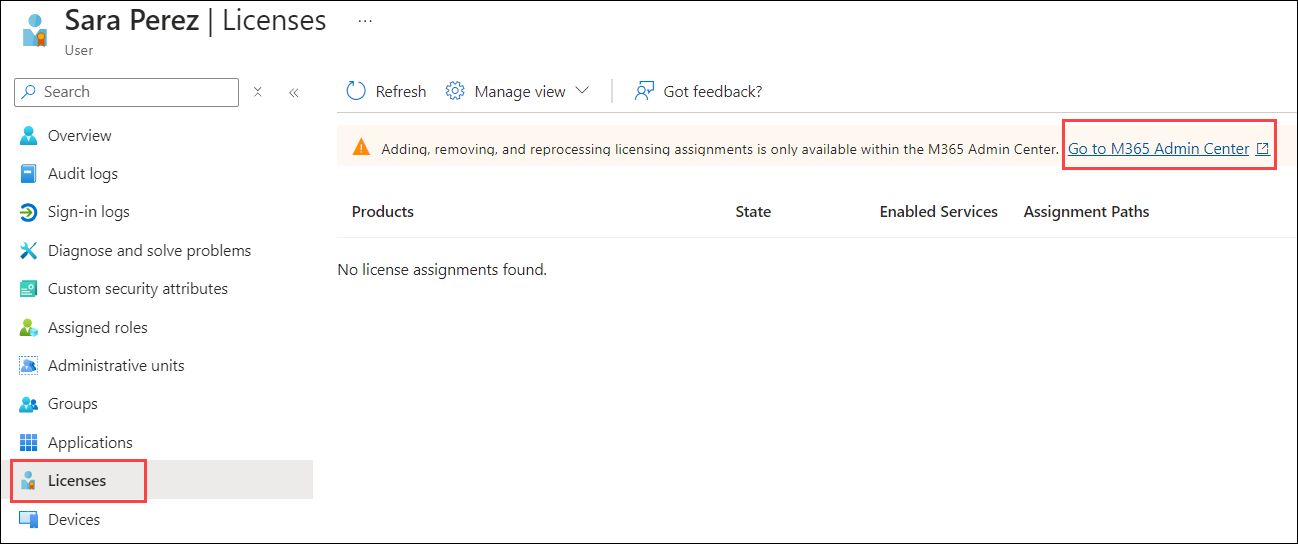 Sara Perez | Licenses ...
User
Search
Refresh Manage view Got feedback?
Adding, removing, and reprocessing licensing assignments is only available within the M365 Admin Center. Go to M365 Admin Center
Products State Enabled Services Assignment Paths
No license assignments found.
Overview
Audit logs
Sign-in logs
Diagnose and solve problems
Custom security attributes
Assigned roles
Administrative units
Groups
Applications
Licenses
Devices